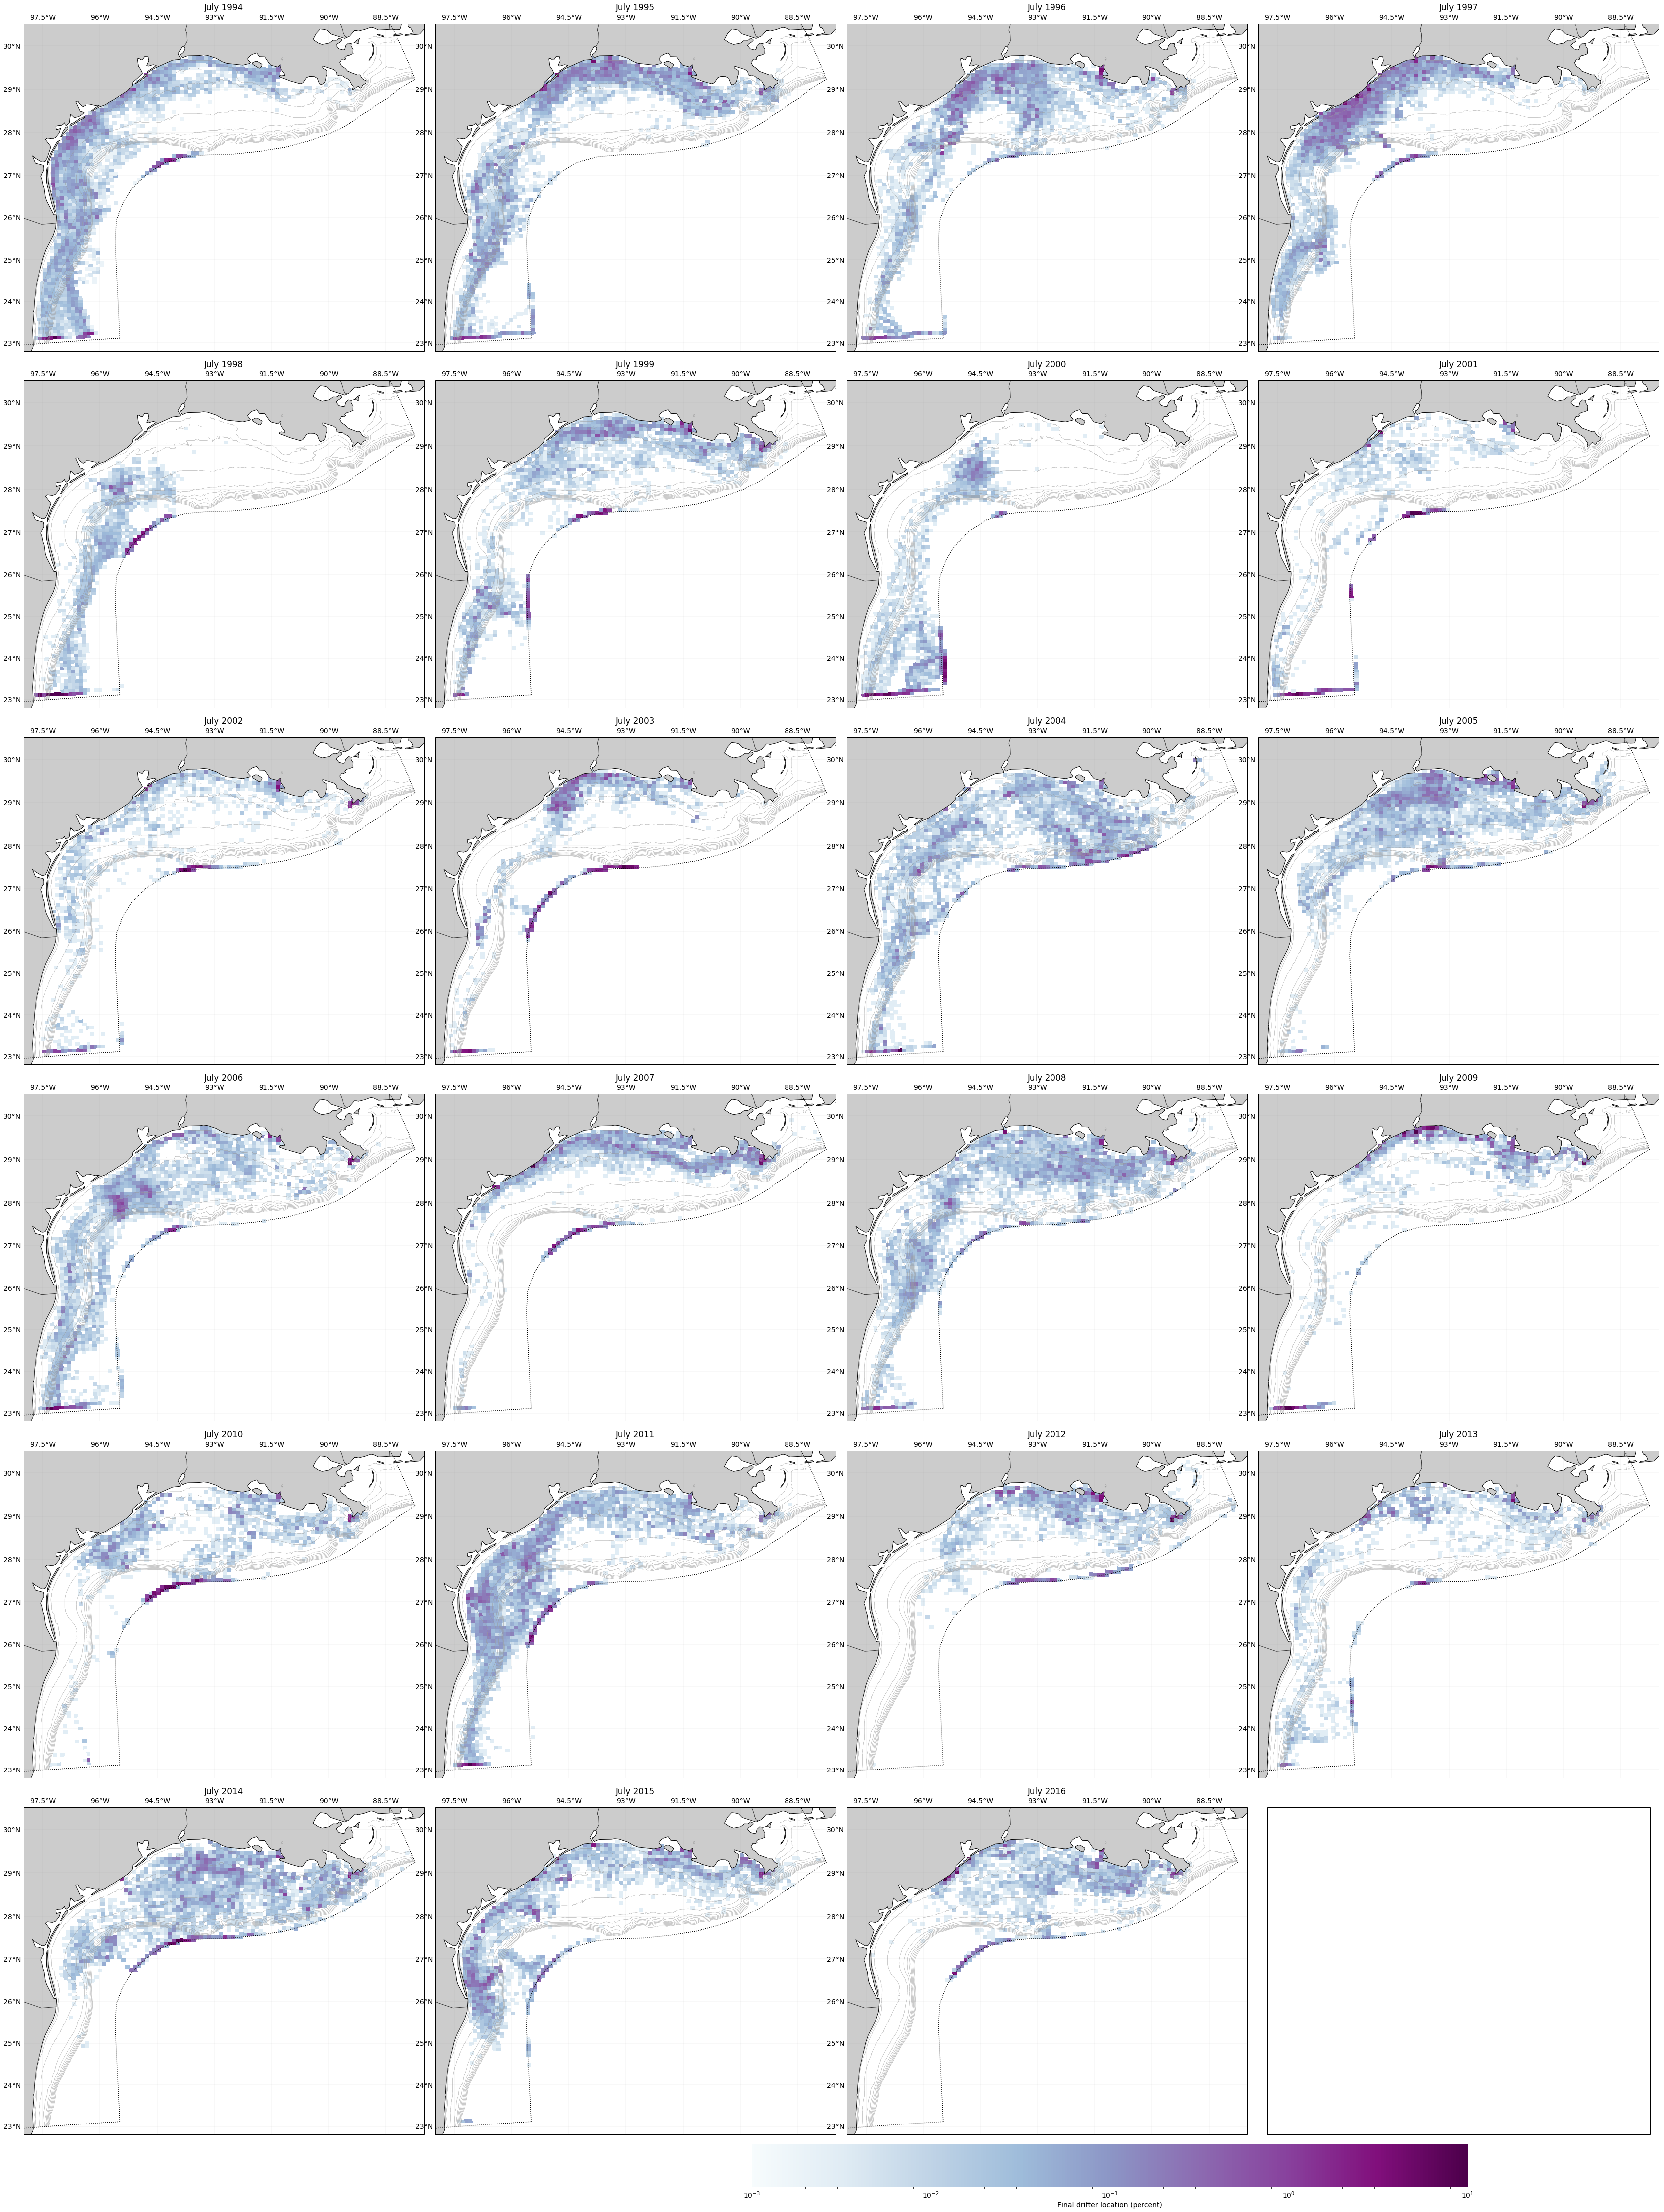 July 1994
97.5°W 96°W 94.5°W 93°W 91.5°W 90°W 88.5°W
30°N
29°N
28°N
27°N
26°N
25°N
24°N
23°N
July 1995
97.5°W 96°W 94.5°W 93°W 91.5°W 90°W 88.5°W
30°N
29°N
28°N
27°N
26°N
25°N
24°N
23°N
July 1996
97.5°W 96°W 94.5°W 93°W 91.5°W 90°W 88.5°W
30°N
29°N
28°N
27°N
26°N
25°N
24°N
23°N
July 1997
97.5°W 96°W 94.5°W 93°W 91.5°W 90°W 88.5°W
30°N
29°N
28°N
27°N
26°N
25°N
24°N
23°N
July 1998
97.5°W 96°W 94.5°W 93°W 91.5°W 90°W 88.5°W
30°N
29°N
28°N
27°N
26°N
25°N
24°N
23°N
July 1999
97.5°W 96°W 94.5°W 93°W 91.5°W 90°W 88.5°W
30°N
29°N
28°N
27°N
26°N
25°N
24°N
23°N
July 2000
97.5°W 96°W 94.5°W 93°W 91.5°W 90°W 88.5°W
30°N
29°N
28°N
27°N
26°N
25°N
24°N
23°N
July 2001
97.5°W 96°W 94.5°W 93°W 91.5°W 90°W 88.5°W
30°N
29°N
28°N
27°N
26°N
25°N
24°N
23°N
July 2002
97.5°W 96°W 94.5°W 93°W 91.5°W 90°W 88.5°W
30°N
29°N
28°N
27°N
26°N
25°N
24°N
23°N
July 2003
97.5°W 96°W 94.5°W 93°W 91.5°W 90°W 88.5°W
30°N
29°N
28°N
27°N
26°N
25°N
24°N
23°N
July 2004
97.5°W 96°W 94.5°W 93°W 91.5°W 90°W 88.5°W
30°N
29°N
28°N
27°N
26°N
25°N
24°N
23°N
July 2005
97.5°W 96°W 94.5°W 93°W 91.5°W 90°W 88.5°W
30°N
29°N
28°N
27°N
26°N
25°N
24°N
23°N
July 2006
97.5°W 96°W 94.5°W 93°W 91.5°W 90°W 88.5°W
30°N
29°N
28°N
27°N
26°N
25°N
24°N
23°N
July 2007
97.5°W 96°W 94.5°W 93°W 91.5°W 90°W 88.5°W
30°N
29°N
28°N
27°N
26°N
25°N
24°N
23°N
July 2008
97.5°W 96°W 94.5°W 93°W 91.5°W 90°W 88.5°W
30°N
29°N
28°N
27°N
26°N
25°N
24°N
23°N
July 2009
97.5°W 96°W 94.5°W 93°W 91.5°W 90°W 88.5°W
30°N
29°N
28°N
27°N
26°N
25°N
24°N
23°N
July 2010
97.5°W 96°W 94.5°W 93°W 91.5°W 90°W 88.5°W
30°N
29°N
28°N
27°N
26°N
25°N
24°N
23°N
July 2011
97.5°W 96°W 94.5°W 93°W 91.5°W 90°W 88.5°W
30°N
29°N
28°N
27°N
26°N
25°N
24°N
23°N
July 2012
97.5°W 96°W 94.5°W 93°W 91.5°W 90°W 88.5°W
30°N
29°N
28°N
27°N
26°N
25°N
24°N
23°N
July 2013
97.5°W 96°W 94.5°W 93°W 91.5°W 90°W 88.5°W
30°N
29°N
28°N
27°N
26°N
25°N
24°N
23°N
July 2014
97.5°W 96°W 94.5°W 93°W 91.5°W 90°W 88.5°W
30°N
29°N
28°N
27°N
26°N
25°N
24°N
23°N
July 2015
97.5°W 96°W 94.5°W 93°W 91.5°W 90°W 88.5°W
30°N
29°N
28°N
27°N
26°N
25°N
24°N
23°N
July 2016
97.5°W 96°W 94.5°W 93°W 91.5°W 90°W 88.5°W
30°N
29°N
28°N
27°N
26°N
25°N
24°N
23°N
10⁻³ 10⁻² 10⁻¹ 10⁰ 10¹
Final drifter location (percent)